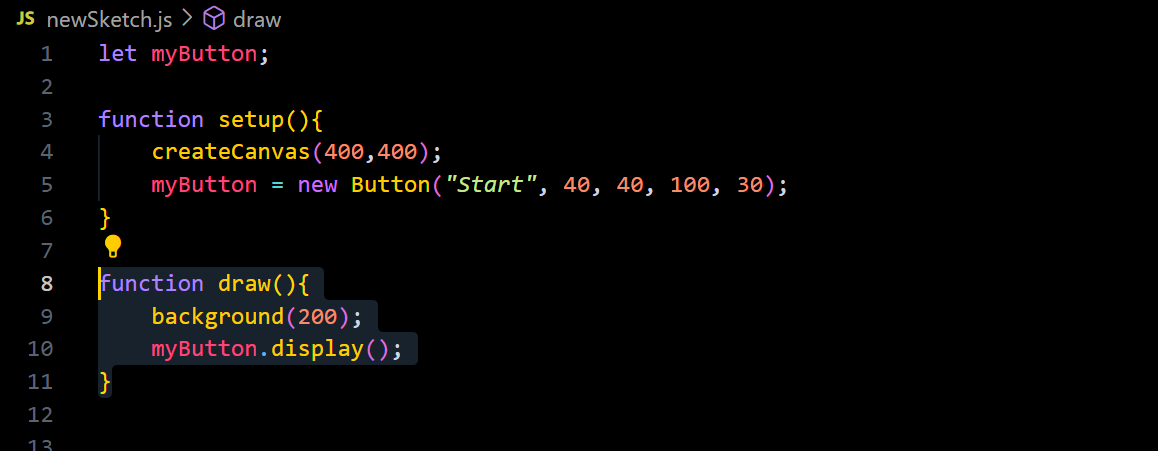 JS newSketch.js > draw
1 let myButton;
2
3 function setup(){
4 createCanvas(400,400);
5 myButton = new Button("Start", 40, 40, 100, 30);
6 }
7
8 function draw(){
9 background(200);
10 myButton.display();
11 }
12
13